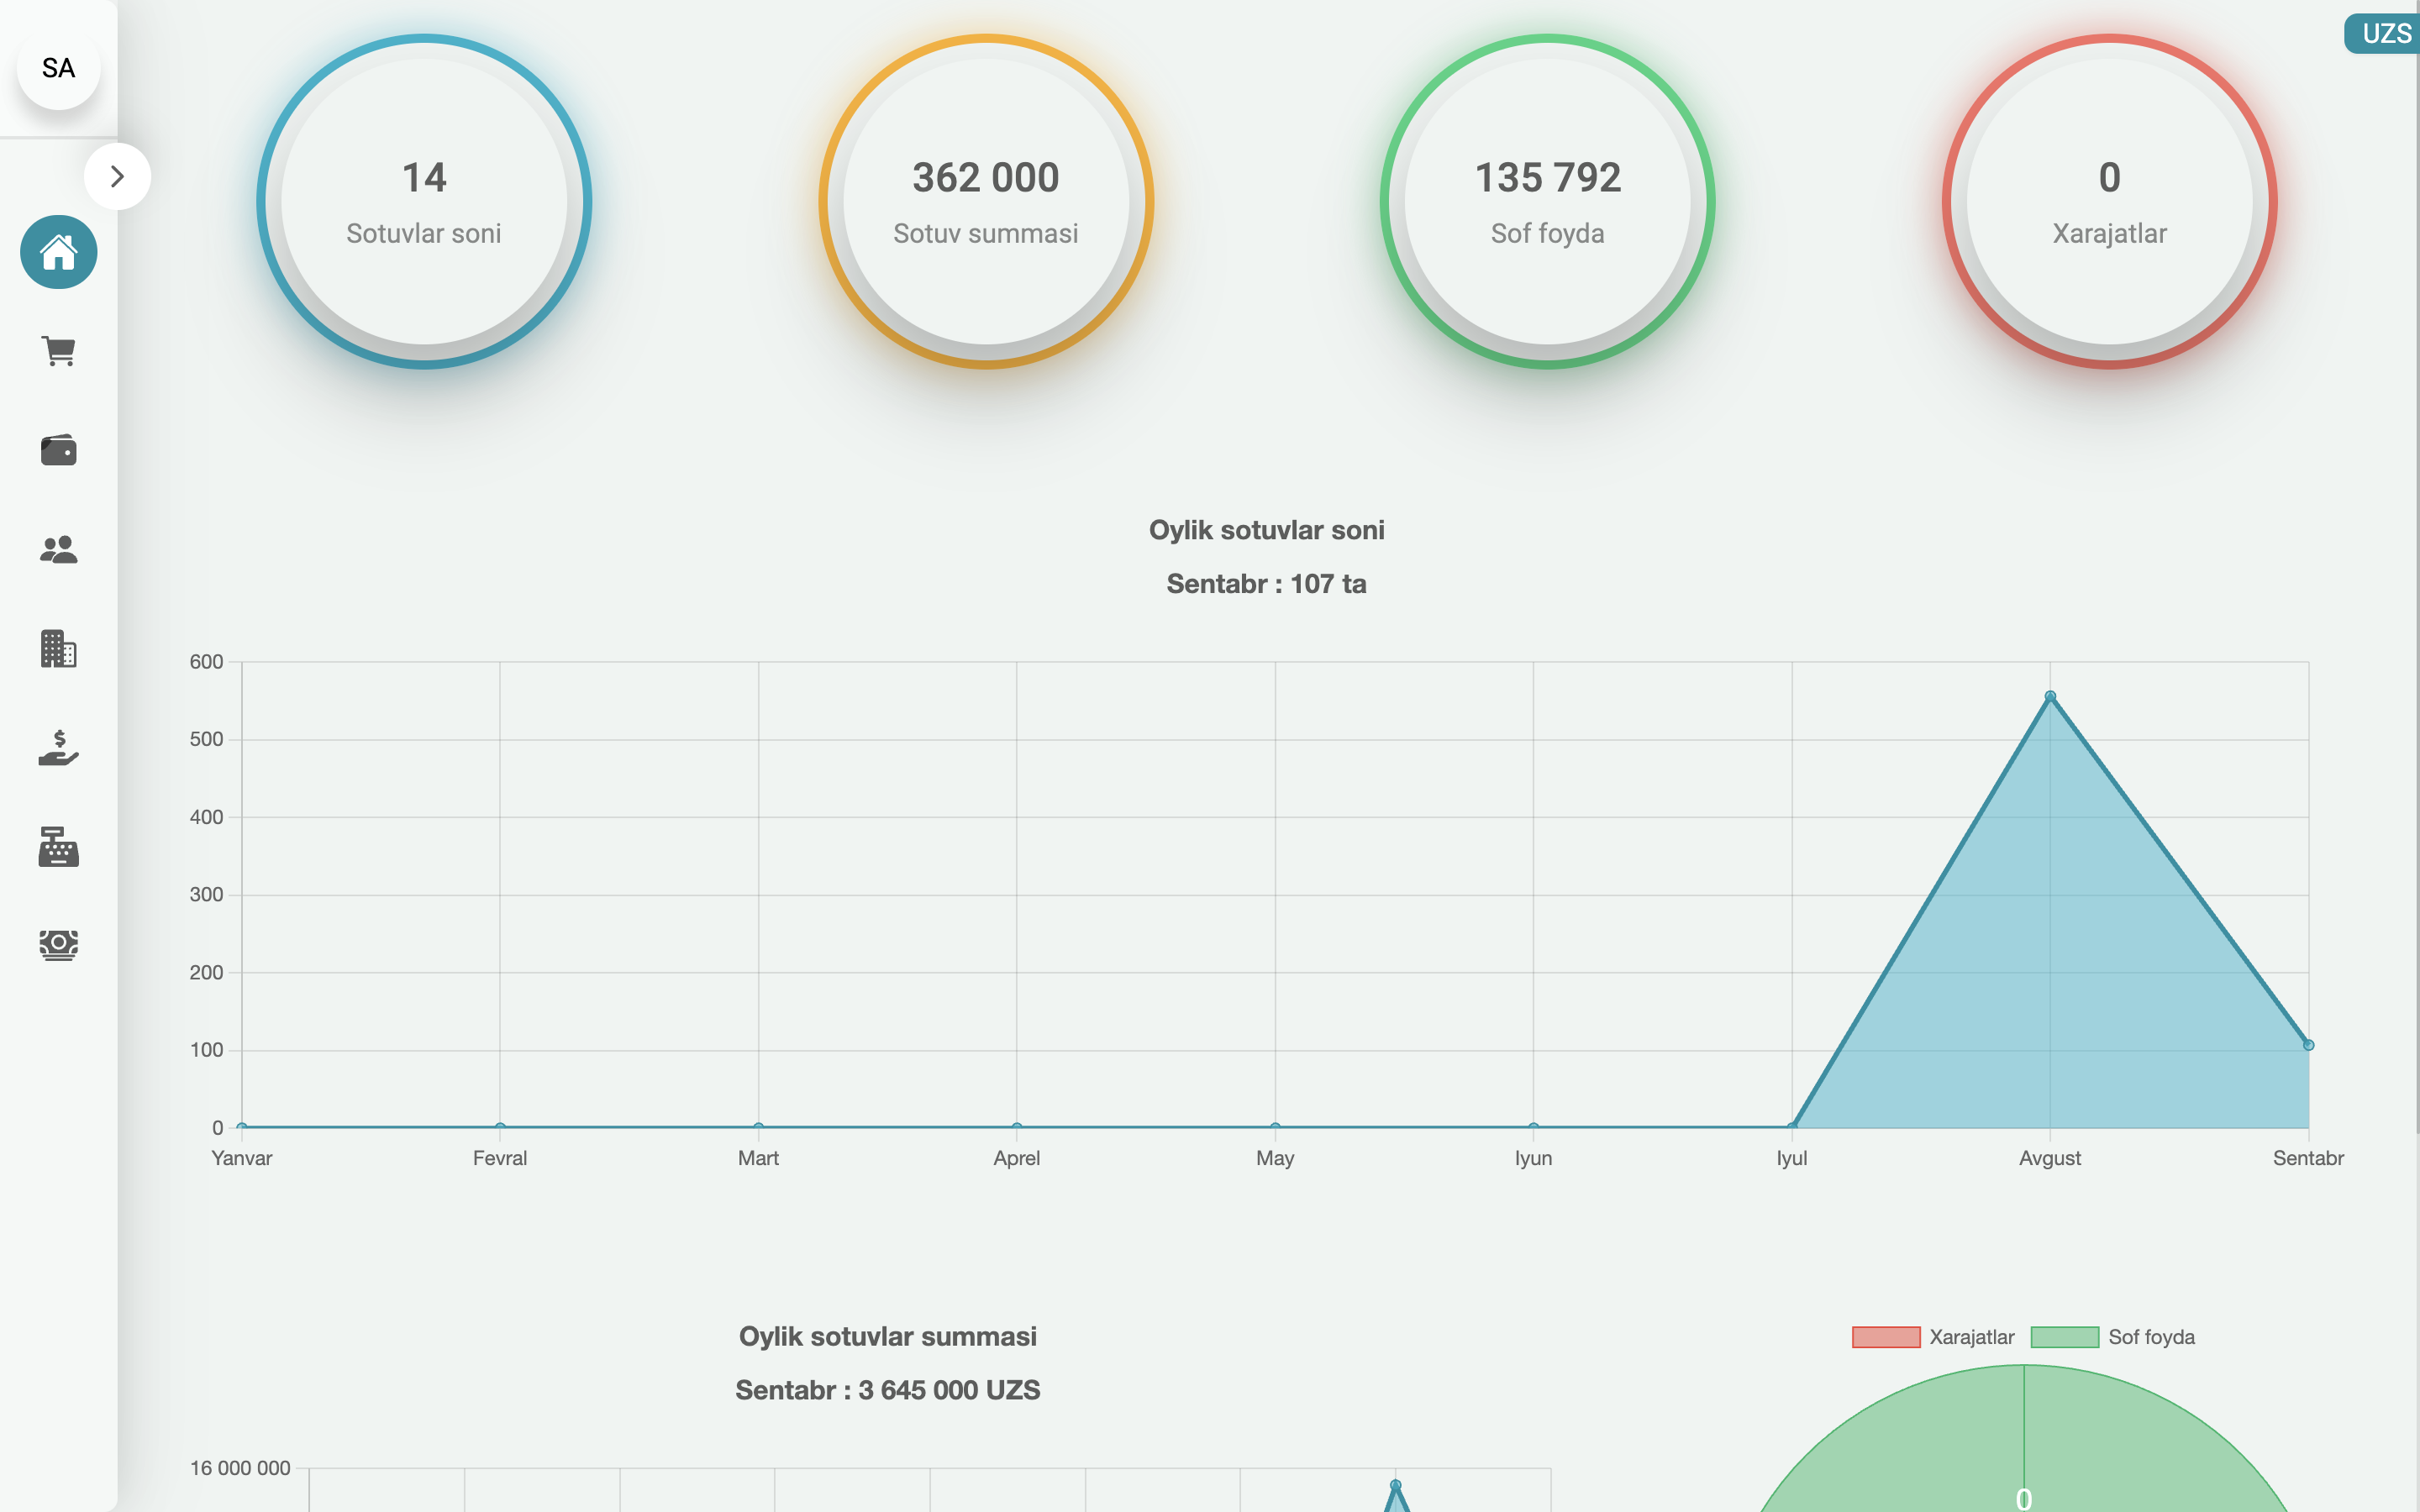 SA
UZS
14
Sotuvlar soni
362 000
Sotuv summasi
135 792
Sof foyda
0
Xarajatlar
Oylik sotuvlar soni
Sentabr : 107 ta
600
500
400
300
200
100
0
Yanvar Fevral Mart Aprel May Iyun Iyul Avgust Sentabr
Oylik sotuvlar summasi
Sentabr : 3 645 000 UZS
16 000 000
Xarajatlar Sof foyda
0